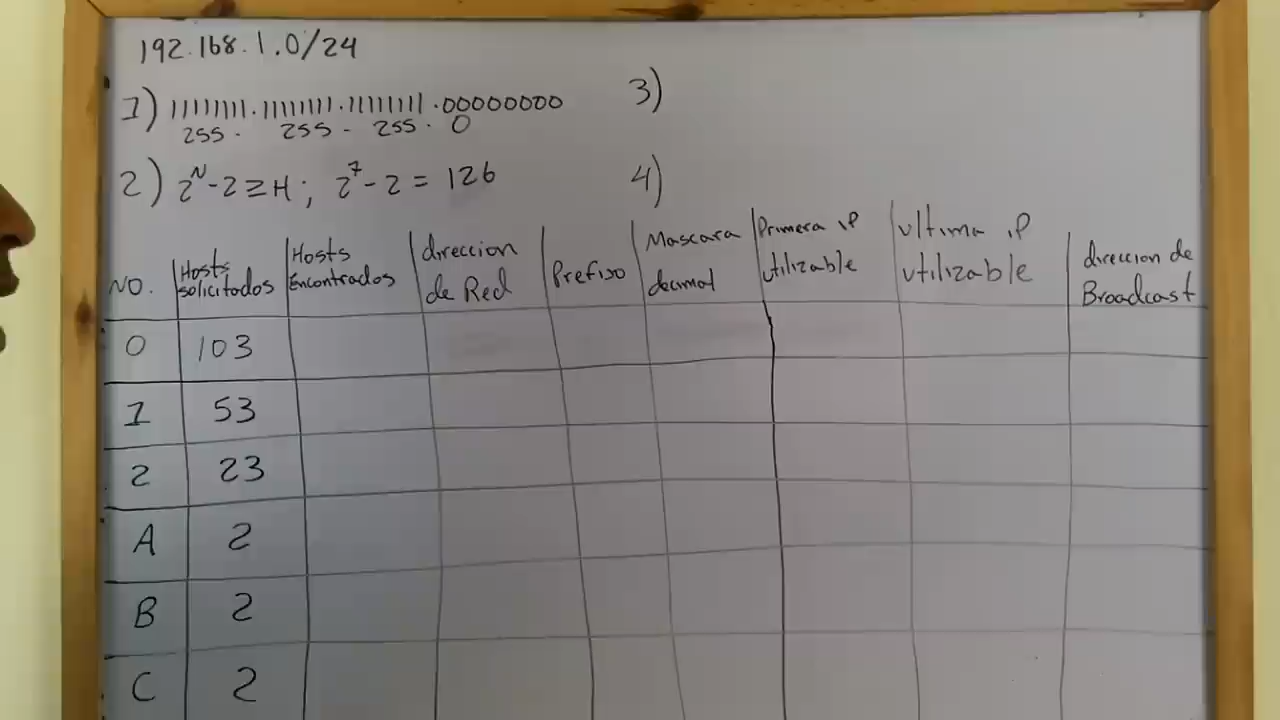 192.168.1.0/24
1) 11111111.11111111.11111111.00000000
255. 255. 255. 0
2) 2^N-2≥H; 2^7-2=126
3)
4)
NO. Hosts solicitados Hosts Encontrados direccion de Red Prefijo Mascara decimal Primera ip utilizable ultima ip utilizable direccion de Broadcast
0 103
1 53
2 23
A 2
B 2
C 2